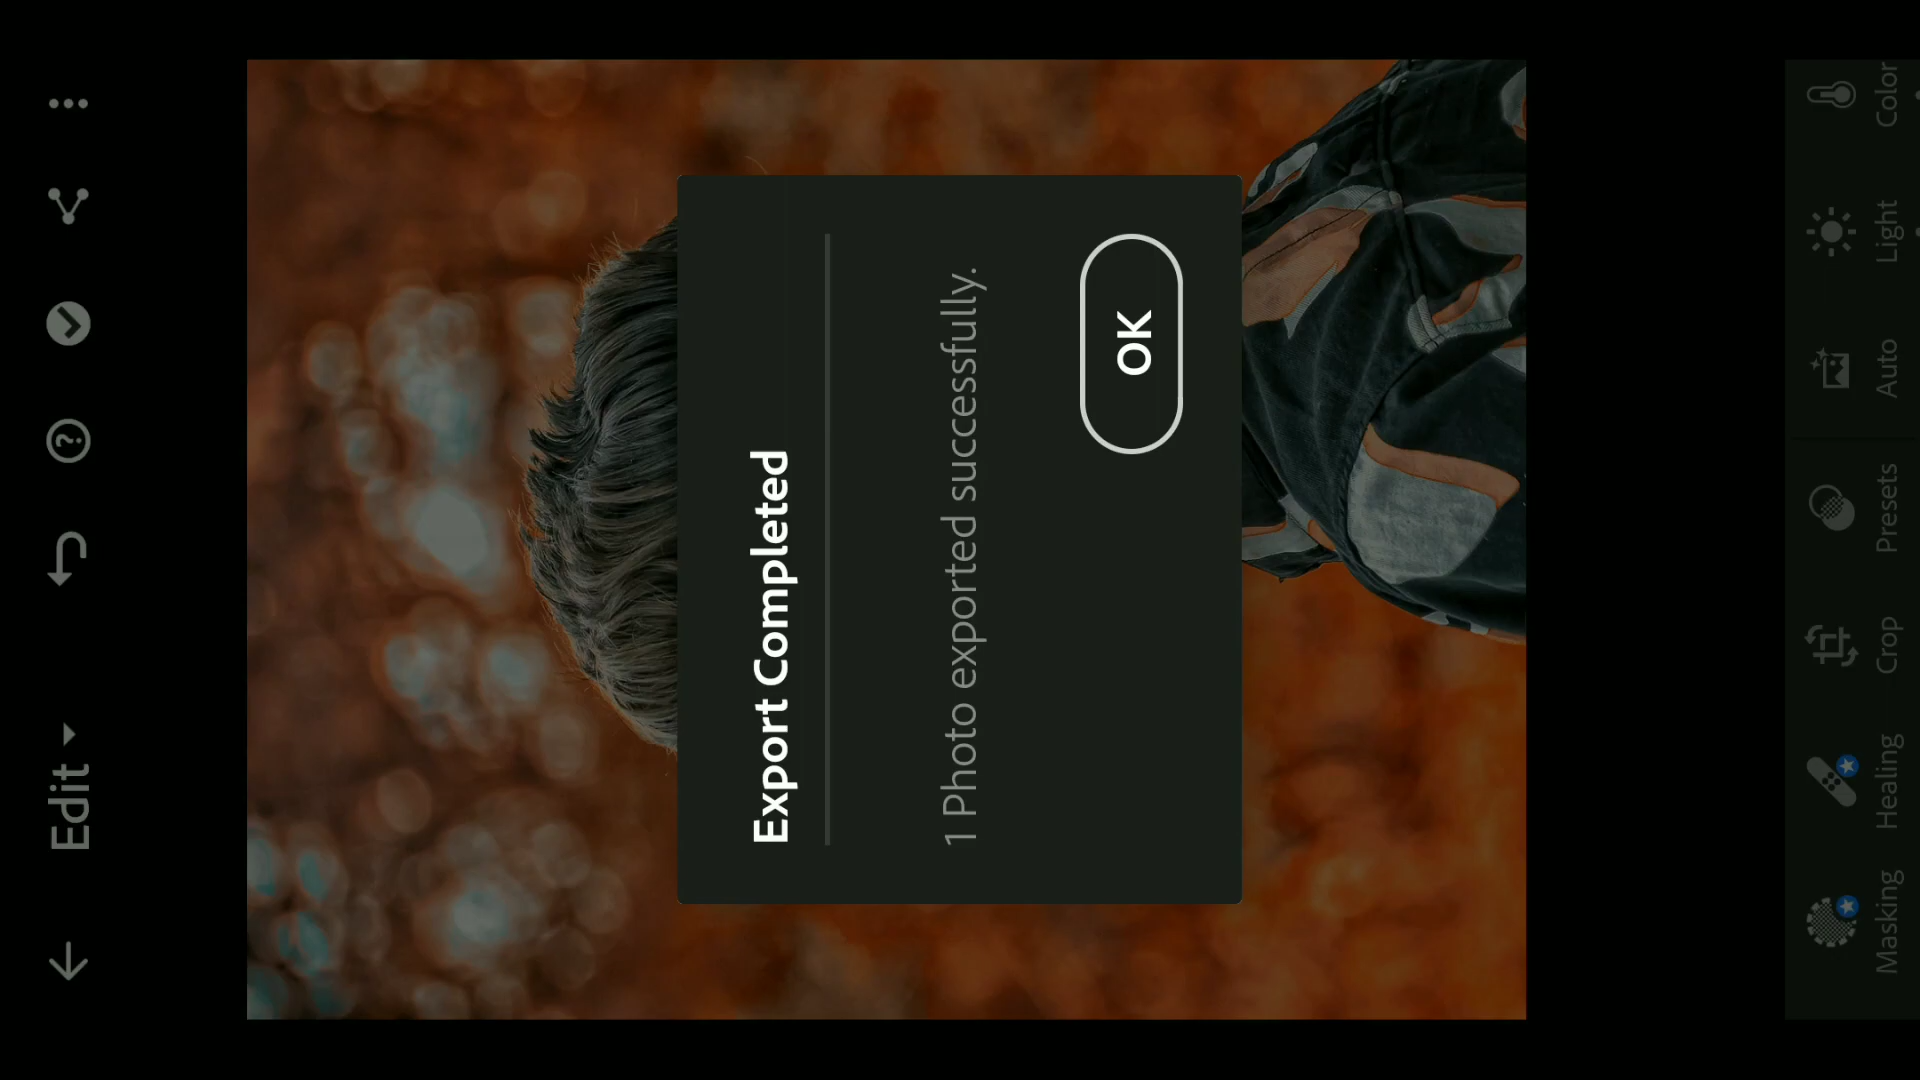 Edit
Export Completed
1 Photo exported successfully.
OK
Masking
Healing
Crop
Presets
Auto
Light
Color